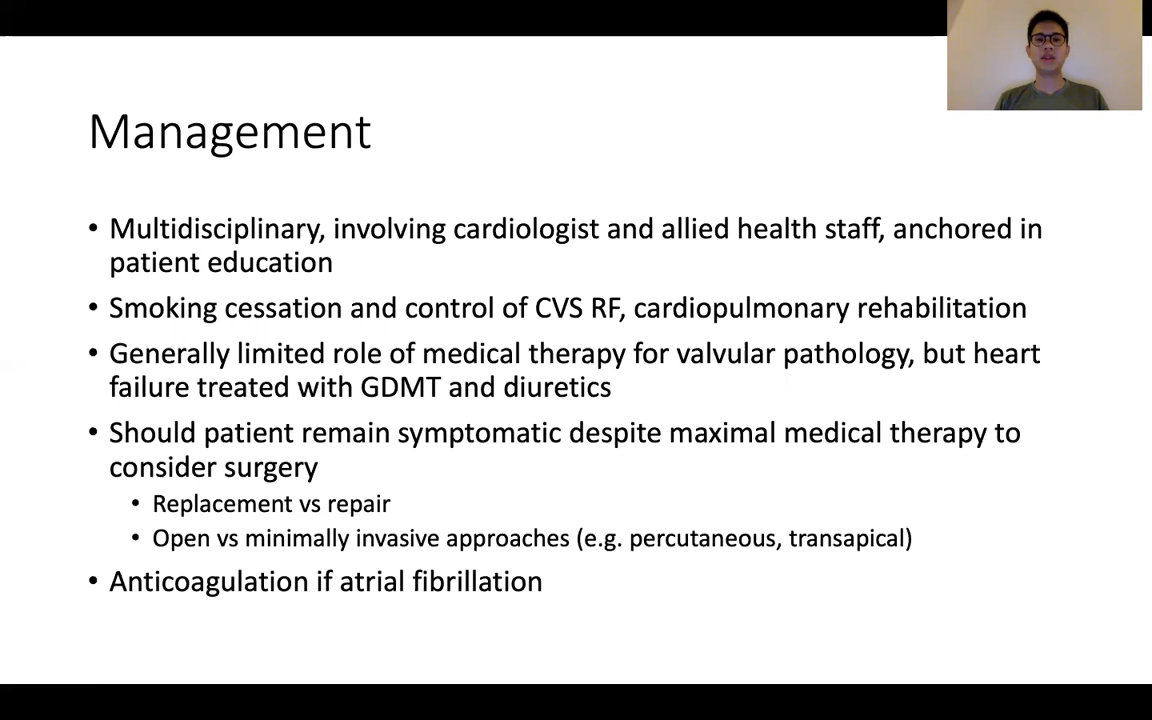 Management
• Multidisciplinary, involving cardiologist and allied health staff, anchored in
patient education
• Smoking cessation and control of CVS RF, cardiopulmonary rehabilitation
• Generally limited role of medical therapy for valvular pathology, but heart
failure treated with GDMT and diuretics
• Should patient remain symptomatic despite maximal medical therapy to
consider surgery
• Replacement vs repair
• Open vs minimally invasive approaches (e.g. percutaneous, transapical)
• Anticoagulation if atrial fibrillation